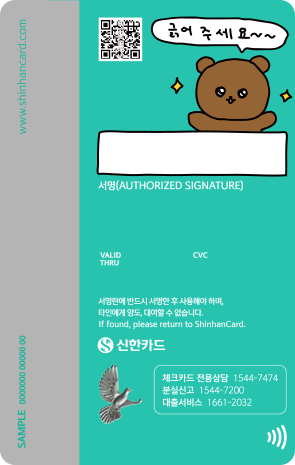 긁어 주세요~~
www.shinhancard.com
서명(AUTHORIZED SIGNATURE)
VALID
THRU
CVC
서명란에 반드시 서명한 후 사용해야 하며,
타인에게 양도, 대여할 수 없습니다.
If found, please return to ShinhanCard.
신한카드
체크카드 전용상담 1544-7474
분실신고 1544-7200
대출서비스 1661-2032
SAMPLE 0000000 00000 00